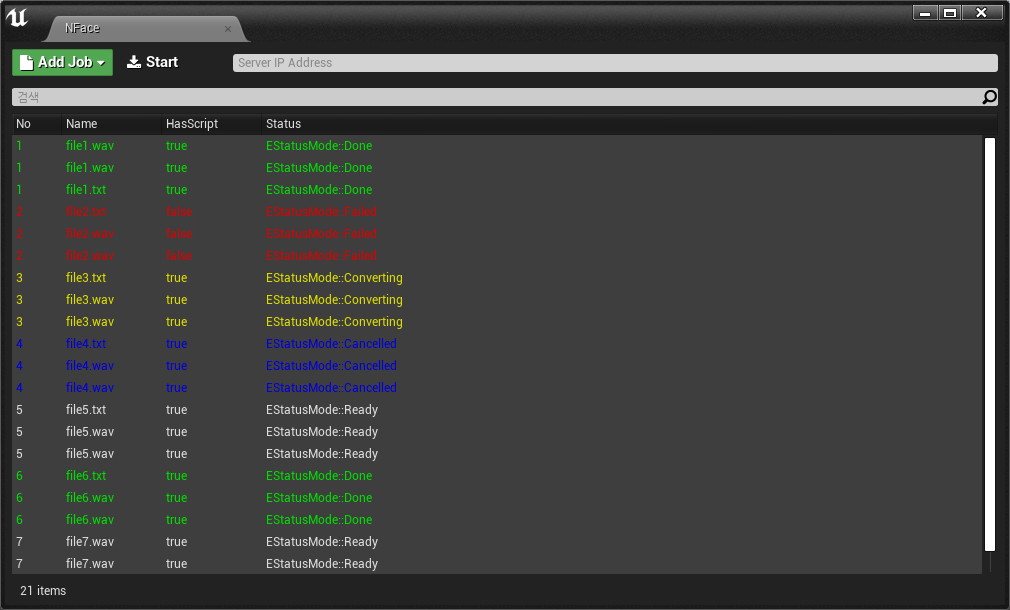 NFace
Add Job Start Server IP Address
검색
No Name HasScript Status
1 file1.wav true EStatusMode::Done
1 file1.wav true EStatusMode::Done
1 file1.txt true EStatusMode::Done
2 file2.txt false EStatusMode::Failed
2 file2.wav false EStatusMode::Failed
2 file2.wav false EStatusMode::Failed
3 file3.txt true EStatusMode::Converting
3 file3.wav true EStatusMode::Converting
3 file3.wav true EStatusMode::Converting
4 file4.txt true EStatusMode::Cancelled
4 file4.wav true EStatusMode::Cancelled
4 file4.wav true EStatusMode::Cancelled
5 file5.txt true EStatusMode::Ready
5 file5.wav true EStatusMode::Ready
5 file5.wav true EStatusMode::Ready
6 file6.txt true EStatusMode::Done
6 file6.wav true EStatusMode::Done
6 file6.wav true EStatusMode::Done
7 file7.wav true EStatusMode::Ready
7 file7.wav true EStatusMode::Ready
21 items